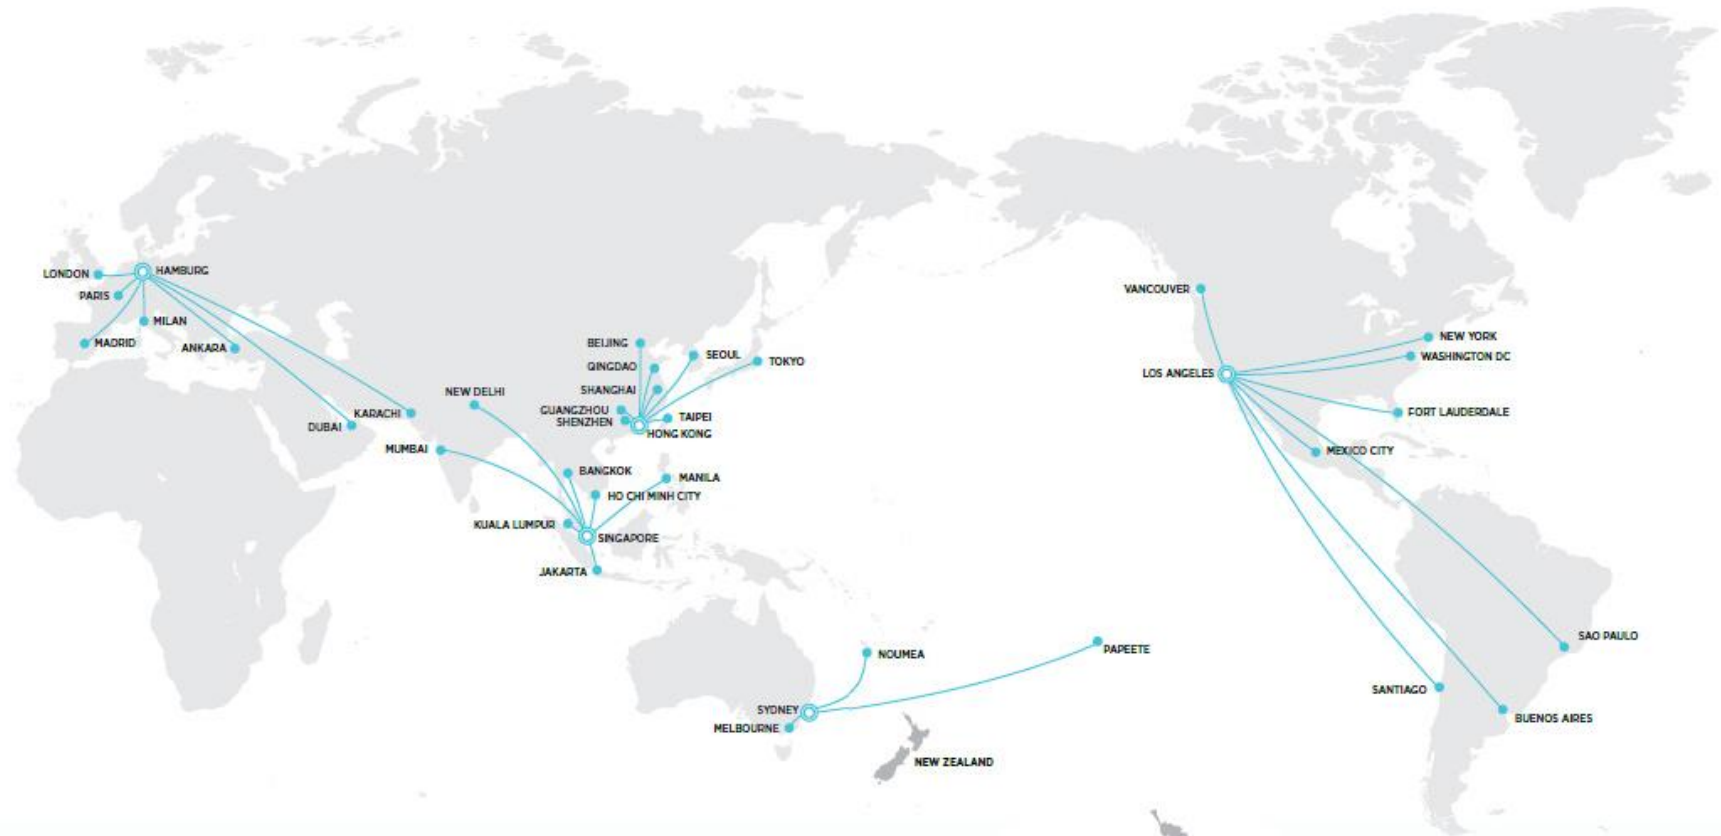 LONDON
HAMBURG
PARIS
MILAN
MADRID
ANKARA
KARACHI
DUBAI
NEW DELHI
MUMBAI
BEIJING
SEOUL
QINGDAO
TOKYO
SHANGHAI
GUANGZHOU
SHENZHEN
TAIPEI
HONG KONG
BANGKOK
MANILA
HO CHI MINH CITY
KUALA LUMPUR
SINGAPORE
JAKARTA
NOUMEA
PAPEETE
SYDNEY
MELBOURNE
NEW ZEALAND
VANCOUVER
NEW YORK
WASHINGTON DC
LOS ANGELES
FORT LAUDERDALE
MEXICO CITY
SAO PAULO
SANTIAGO
BUENOS AIRES